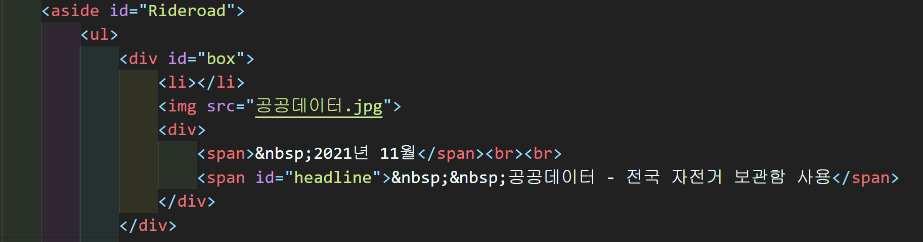 <aside id="Rideroad">
<ul>
<div id="box">
<li></li>
<img src="공공데이터.jpg">
<div>
<span>&nbsp;2021년 11월</span><br><br>
<span id="headline">&nbsp;&nbsp;공공데이터 - 전국 자전거 보관함 사용</span>
</div>
</div>